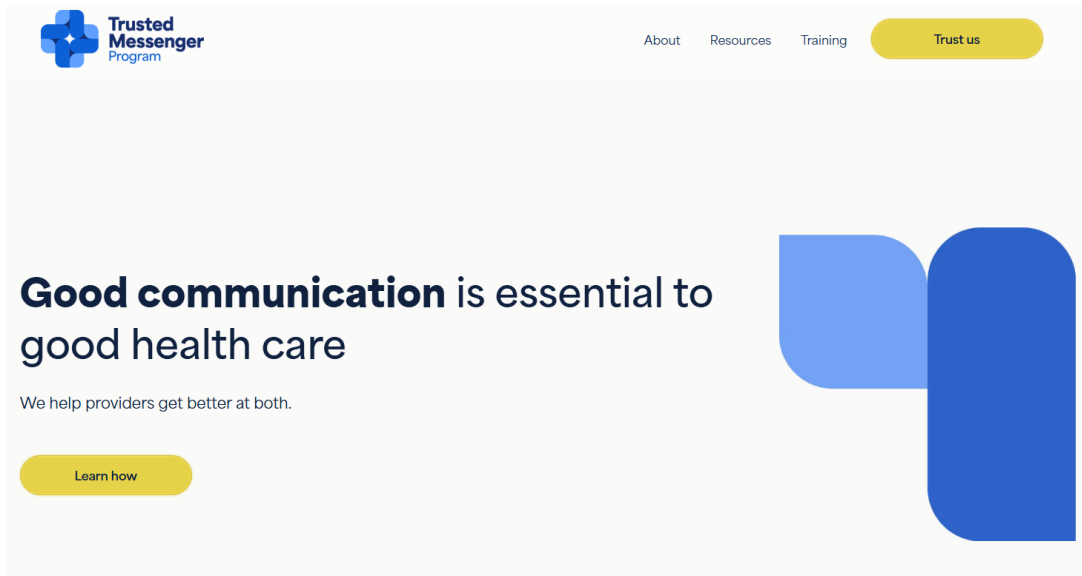 Trusted
Messenger
Program
About
Resources
Training
Trust us
Good communication is essential to
good health care
We help providers get better at both.
Learn how